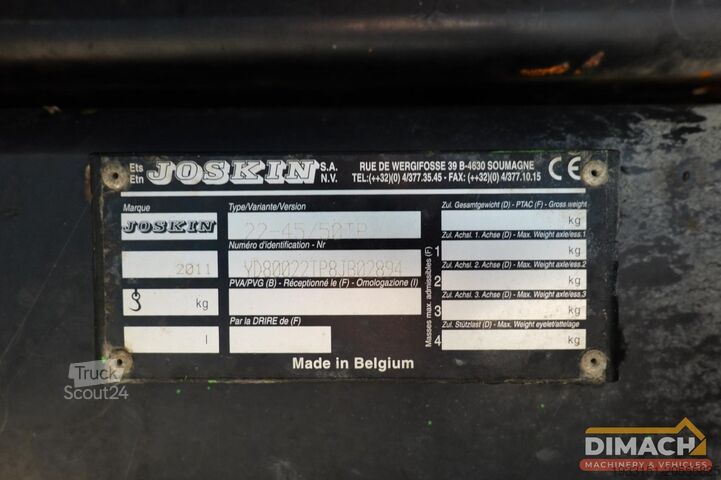 Ets
Etn
JOSKIN S.A.
N.V.
RUE DE WERGIFOSSE 39 B-4630 SOUMAGNE
TEL:(++32)(0) 4/377.35.45 - FAX: (++32)(0) 4/377.10.15
CE
Marque
JOSKIN
2011
kg
l
Type/Variante/Version
22-45/50TP
Numéro d'identification - Nr
YD80022TP8JB02894
PVA/PVG (B) - Réceptionné le (F) - Omologazione (I)
Par la DRIRE de (F)
Masses max. admissibles (F)
Zul. Gesamtgewicht (D) - PTAC (F) - Gross weight
kg
Zul. Achsl. 1. Achse (D) - Max. Weight axle/ess.1
1 kg
Zul. Achsl. 2. Achse (D) - Max. Weight axle/ess.2
2 kg
Zul. Achsl. 3. Achse (D) - Max. Weight axle/ess.3
3 kg
Zul. Stützlast (D) - Max. Weight eyelet/attelage
4 kg
Made in Belgium
Truck
Scout24
DIMACH
MACHINERY & VEHICLES